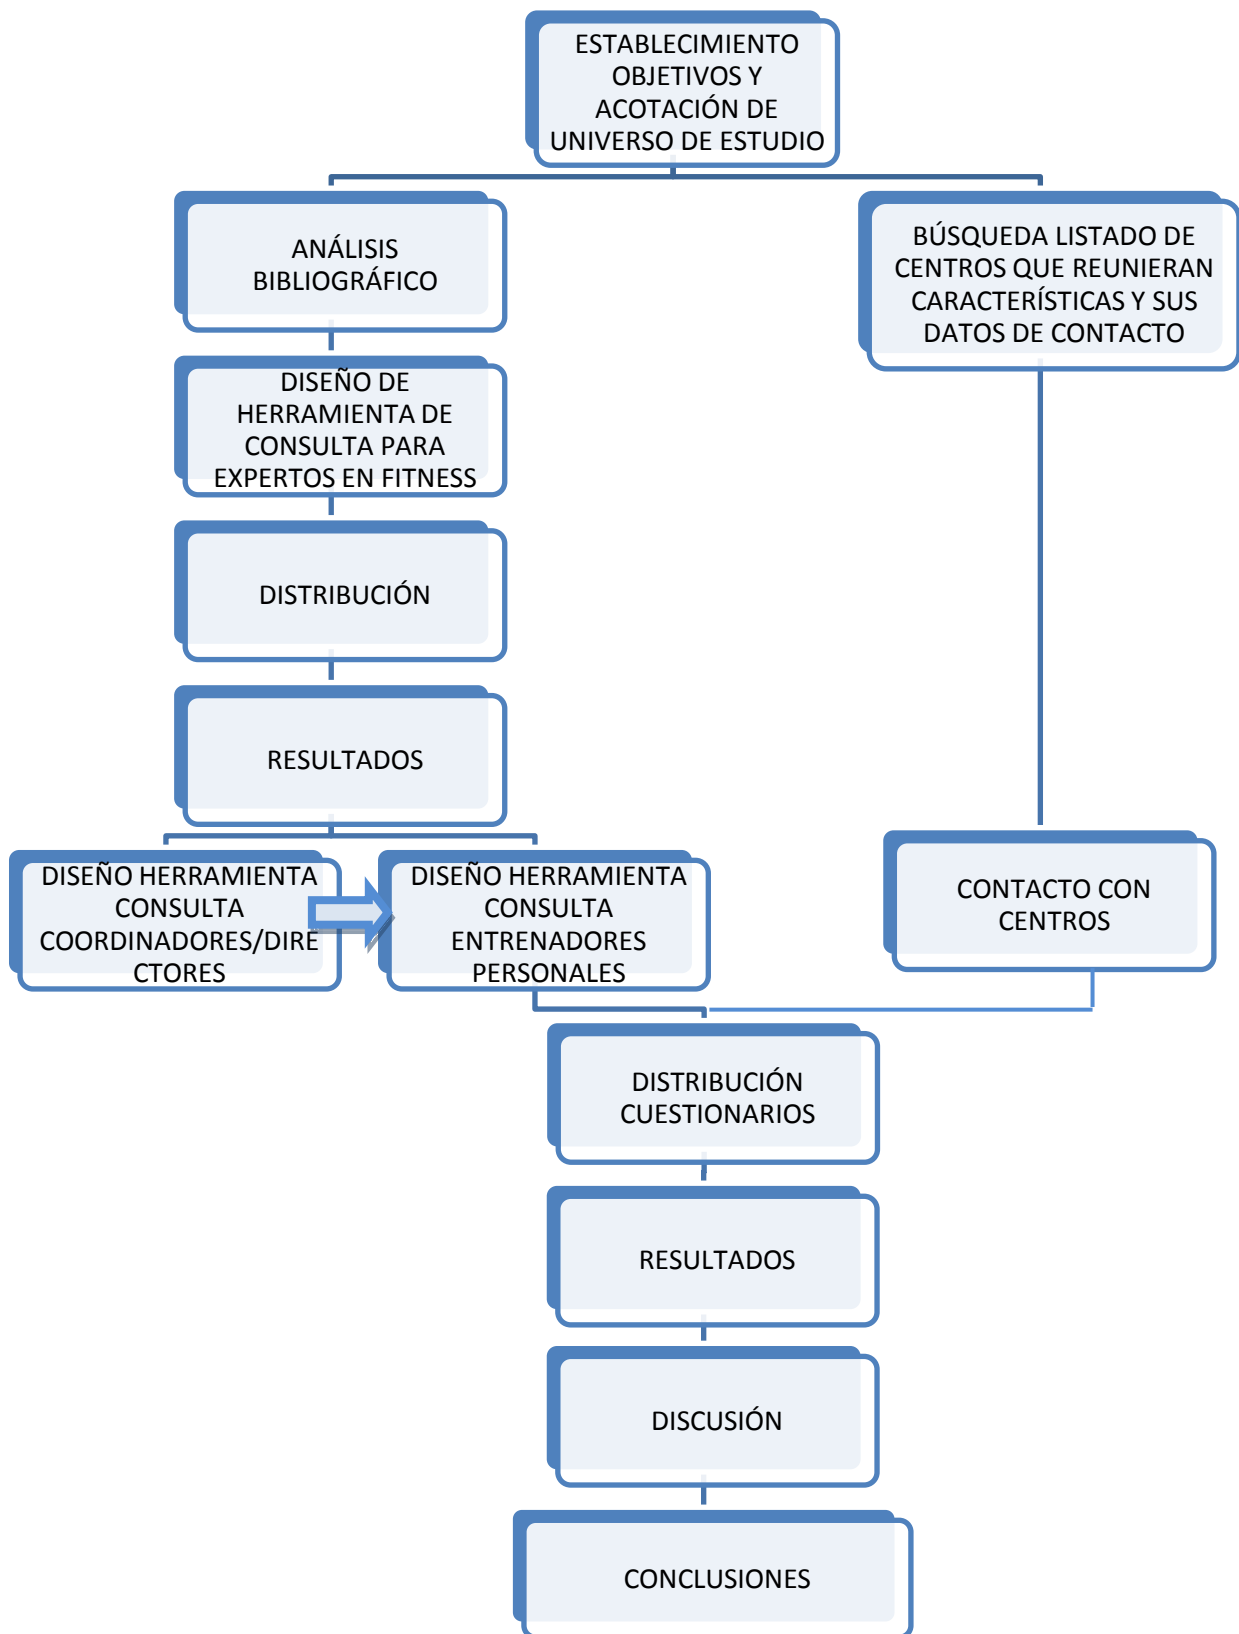 ESTABLECIMIENTO
OBJETIVOS Y
ACOTACIÓN DE
UNIVERSO DE ESTUDIO
ANÁLISIS
BIBLIOGRÁFICO
BÚSQUEDA LISTADO DE
CENTROS QUE REUNIERAN
CARACTERÍSTICAS Y SUS
DATOS DE CONTACTO
DISEÑO DE
HERRAMIENTA DE
CONSULTA PARA
EXPERTOS EN FITNESS
DISTRIBUCIÓN
RESULTADOS
DISEÑO HERRAMIENTA
CONSULTA
COORDINADORES/DIRE
CTORES
DISEÑO HERRAMIENTA
CONSULTA
ENTRENADORES
PERSONALES
CONTACTO CON
CENTROS
DISTRIBUCIÓN
CUESTIONARIOS
RESULTADOS
DISCUSIÓN
CONCLUSIONES